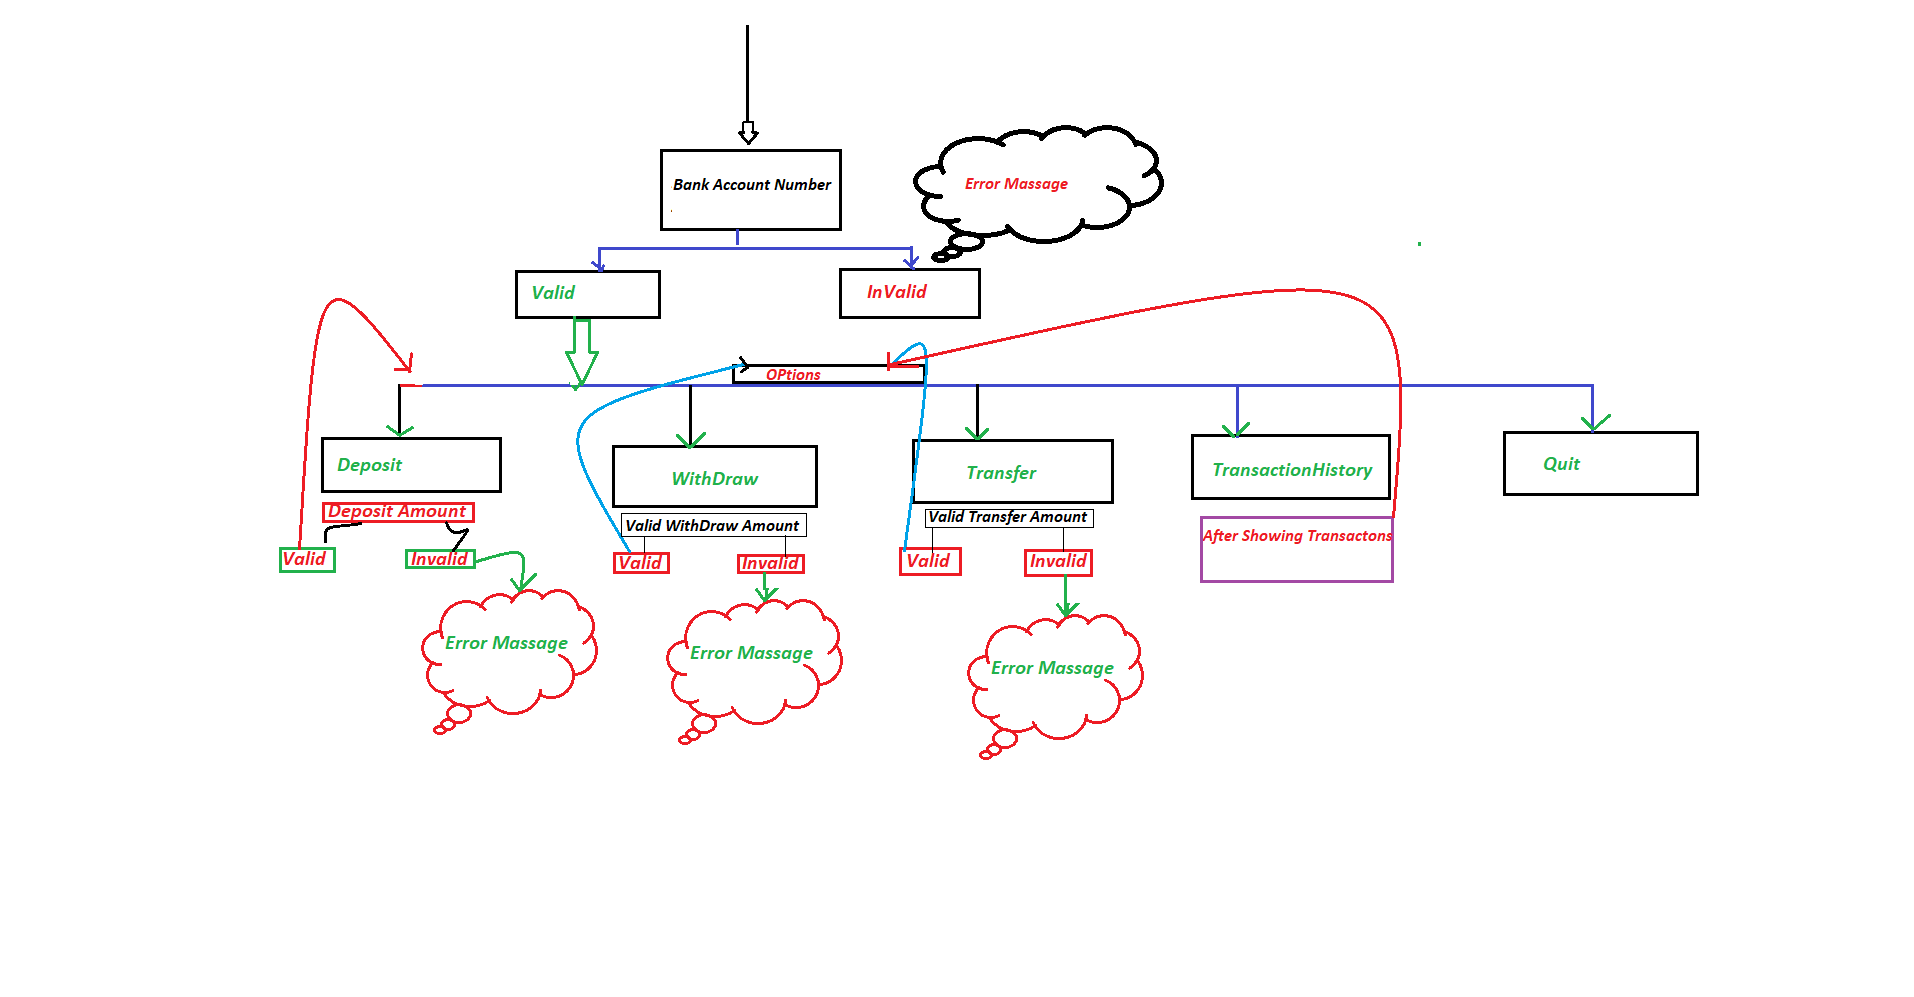 Bank Account Number
Error Massage
Valid
InValid
OPtions
Deposit
WithDraw
Transfer
TransactionHistory
Quit
Deposit Amount
Valid WithDraw Amount
Valid Transfer Amount
After Showing Transactons
Valid
Invalid
Valid
Invalid
Valid
Invalid
Error Massage
Error Massage
Error Massage